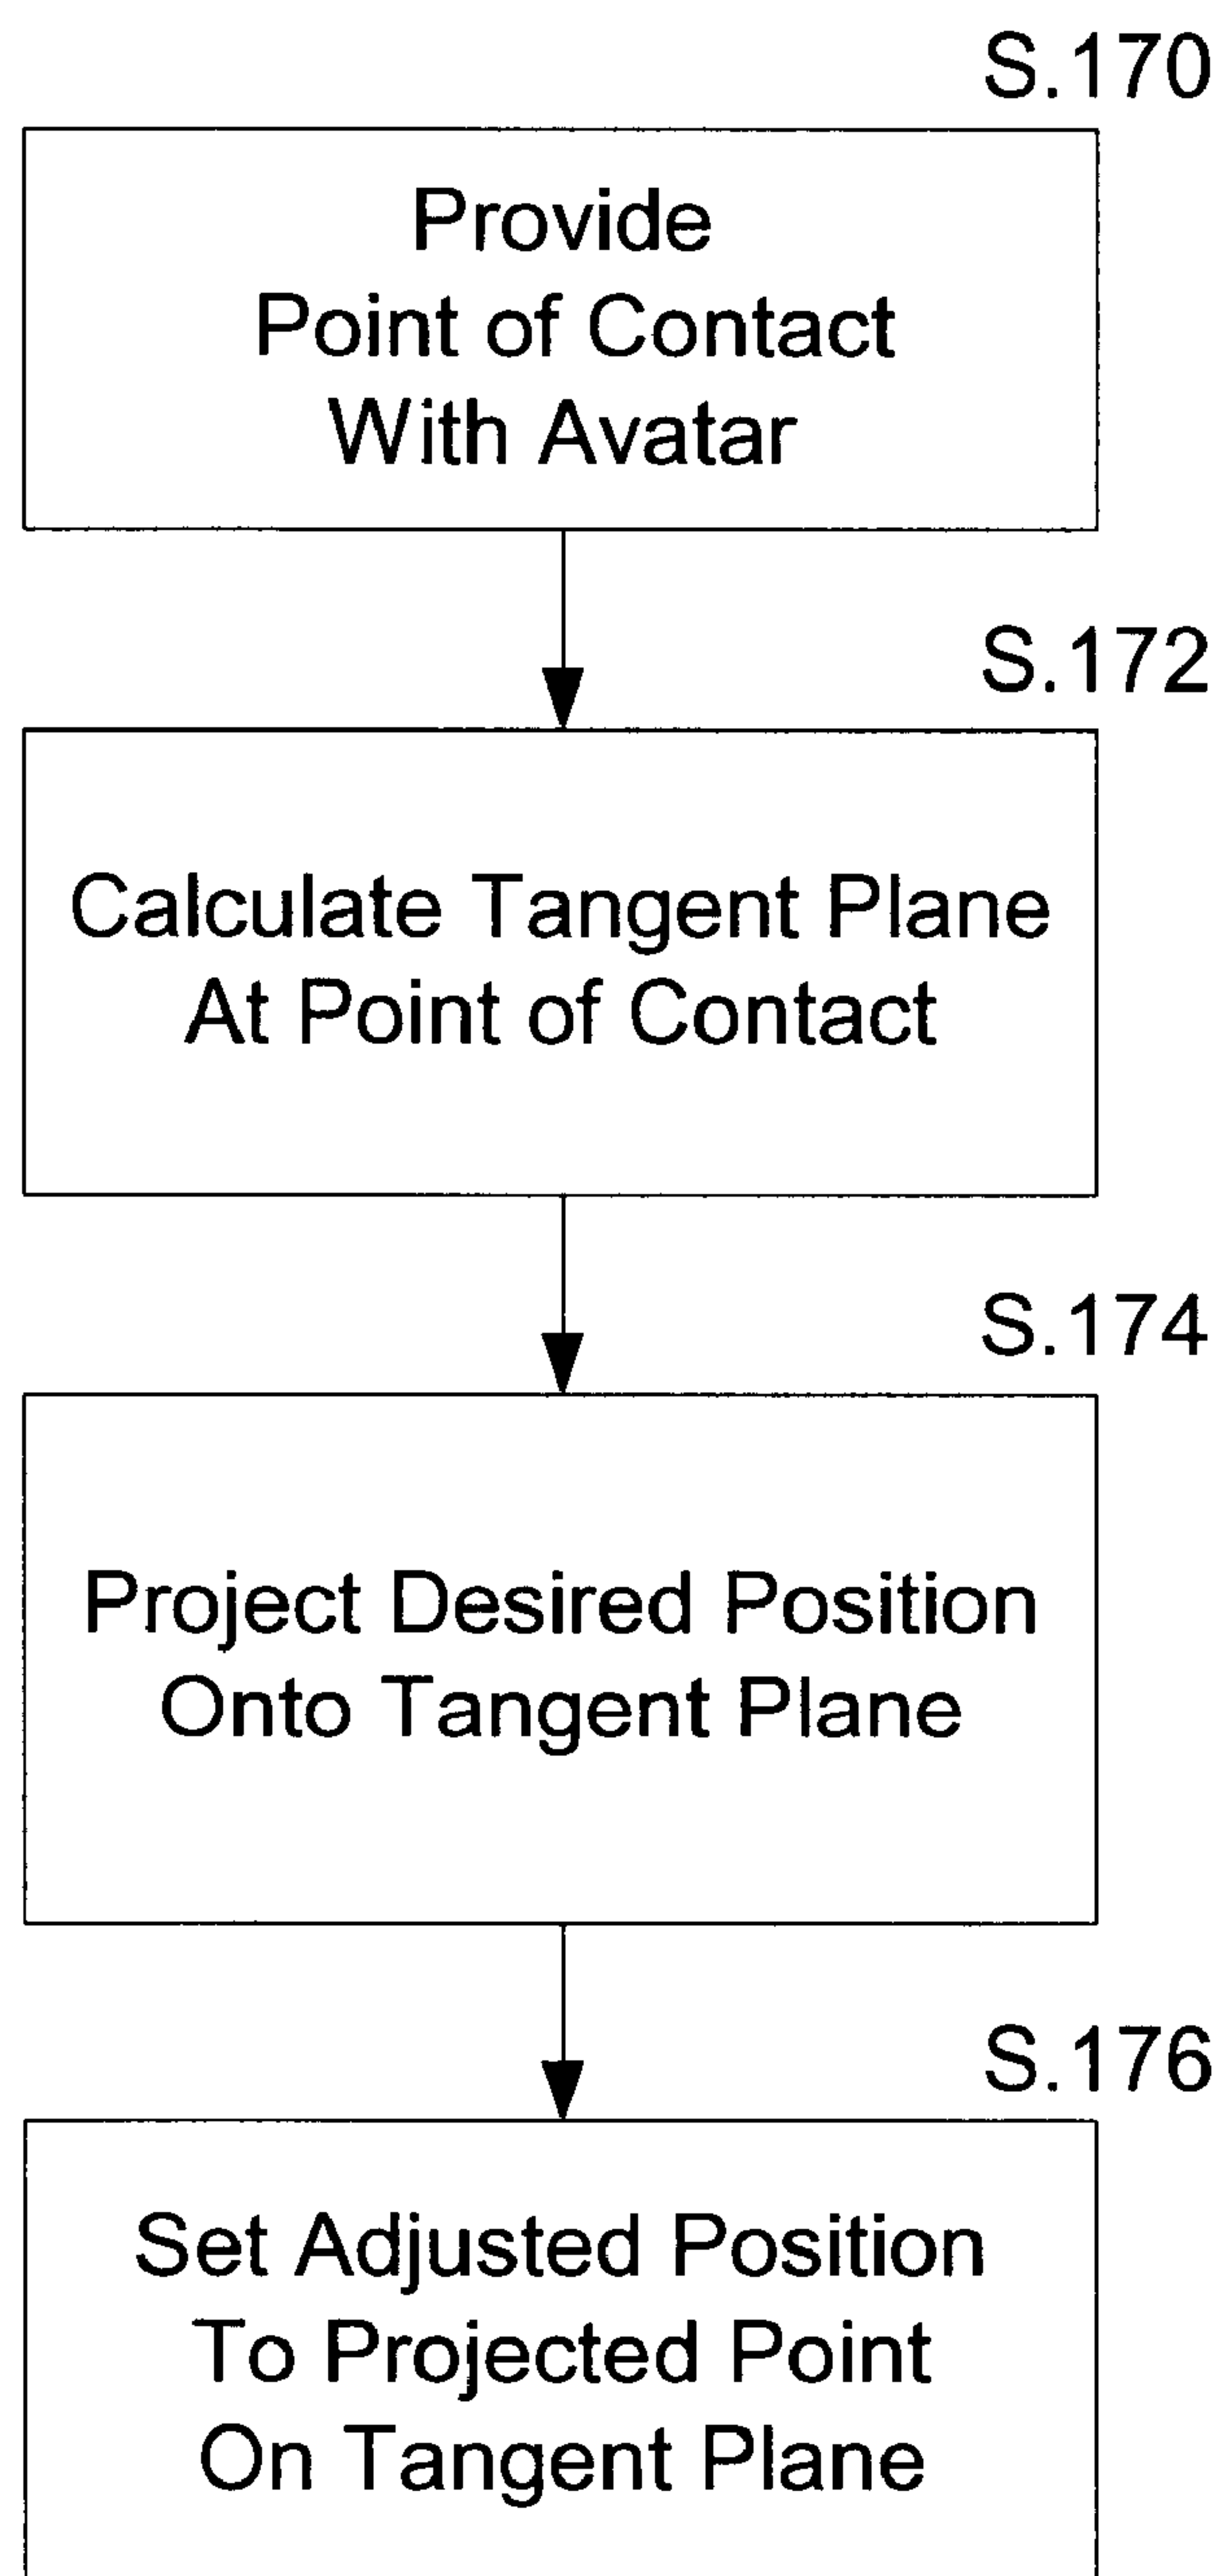 S.170
Provide
Point of Contact
With Avatar
S.172
Calculate Tangent Plane
At Point of Contact
S.174
Project Desired Position
Onto Tangent Plane
S.176
Set Adjusted Position
To Projected Point
On Tangent Plane